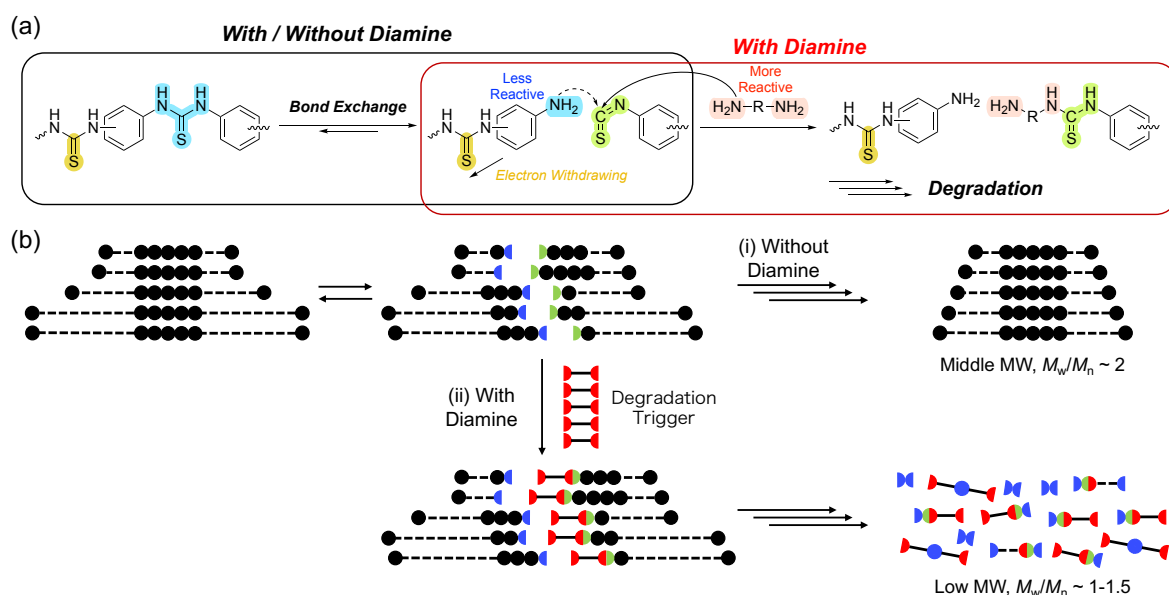 (a)
With / Without Diamine
With Diamine
Less
Reactive
More
Reactive
H
N
H
N
H
N
H
N
S
S
Bond Exchange
H
N
H
N
S
NH2
C
N
S
Electron Withdrawing
H2N
R
NH2
H
N
H
N
S
NH2
H2N
R
H
N
H
N
S
Degradation
(b)
(i) Without
Diamine
Middle MW, Mw/Mn ~ 2
(ii) With
Diamine
Degradation
Trigger
Low MW, Mw/Mn ~ 1-1.5